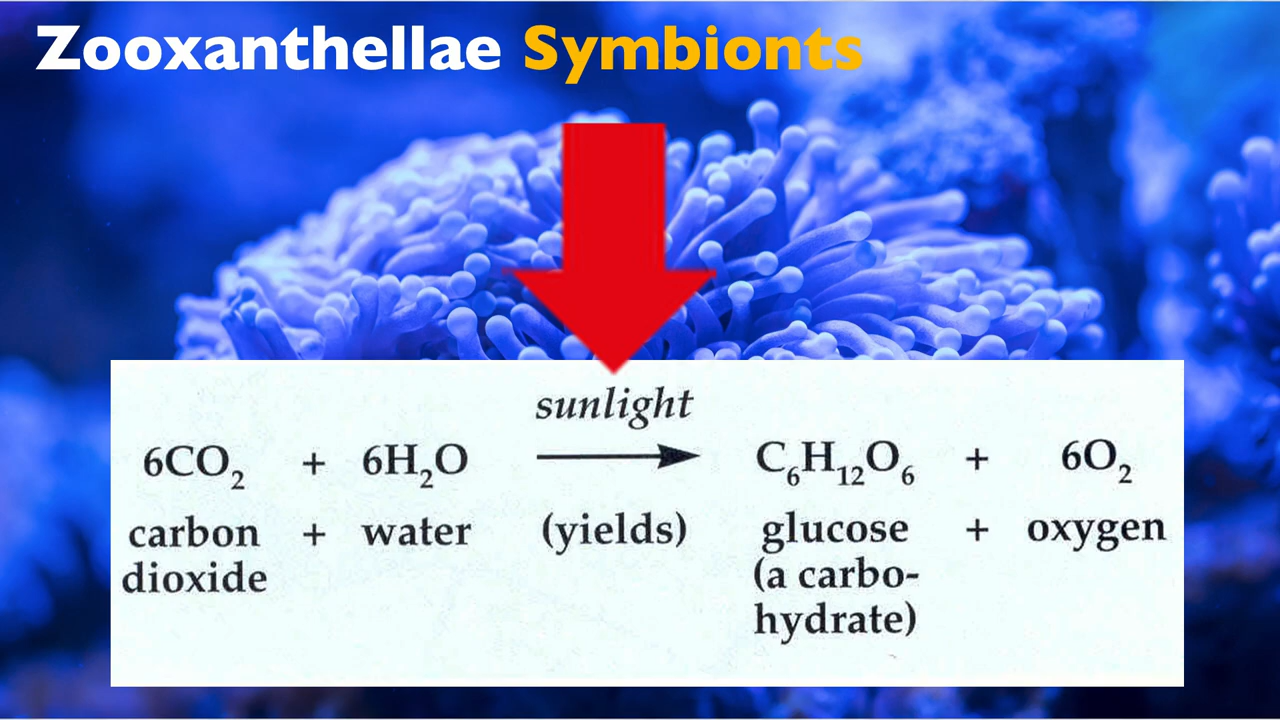 Zooxanthellae Symbionts
sunlight
6CO₂ + 6H₂O → C₆H₁₂O₆ + 6O₂
carbon + water (yields) glucose + oxygen
dioxide (a carbo-
hydrate)